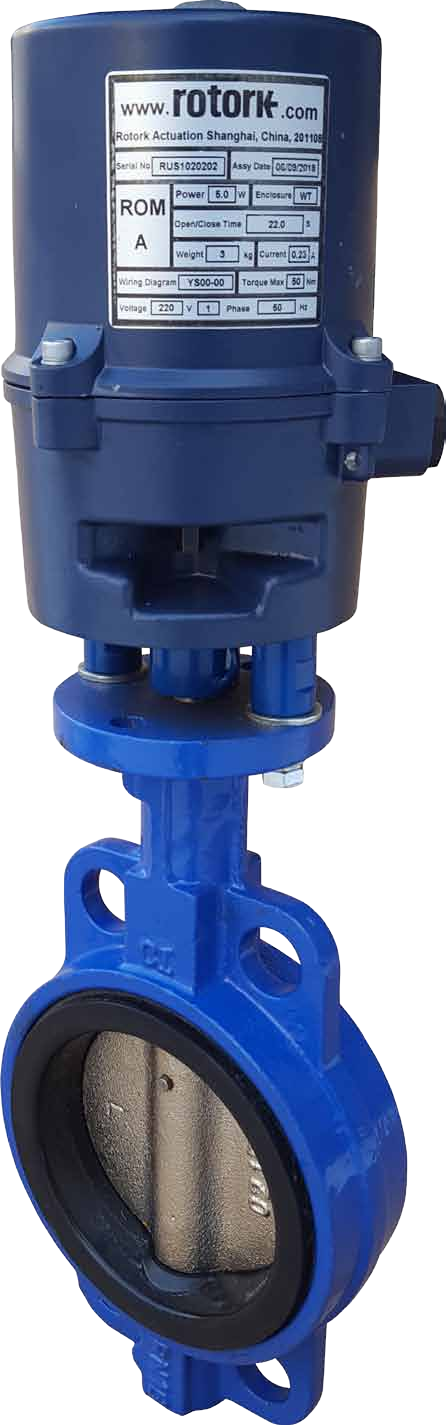 www.rotork.com
Rotork Actuation Shanghai, China, 201108
Serial No RUS1020202 Assy Date 06/09/2018
ROM A
Power 5.0 W Enclosure WT
Open/Close Time 22.0 S
Weight 3 kg Current 0.23 A
Wiring Diagram YS00-00 Torque Max 50 Nm
Voltage 220 V 1 Phase 50 Hz